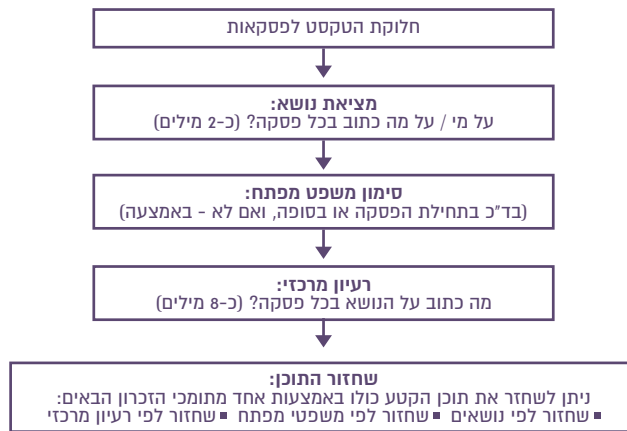 חלוקת הטקסט לפסקאות
מציאת נושא:
על מי / על מה כתוב בכל פסקה? (כ-2 מילים)
סימון משפט מפתח:
(בד"כ בתחילת הפסקה או בסופה, ואם לא - באמצעה)
רעיון מרכזי:
מה כתוב על הנושא בכל פסקה? (כ-8 מילים)
שחזור התוכן:
ניתן לשחזר את תוכן הקטע כולו באמצעות אחד מתומכי הזכרון הבאים:
▪ שחזור לפי נושאים ▪ שחזור לפי משפטי מפתח ▪ שחזור לפי רעיון מרכזי